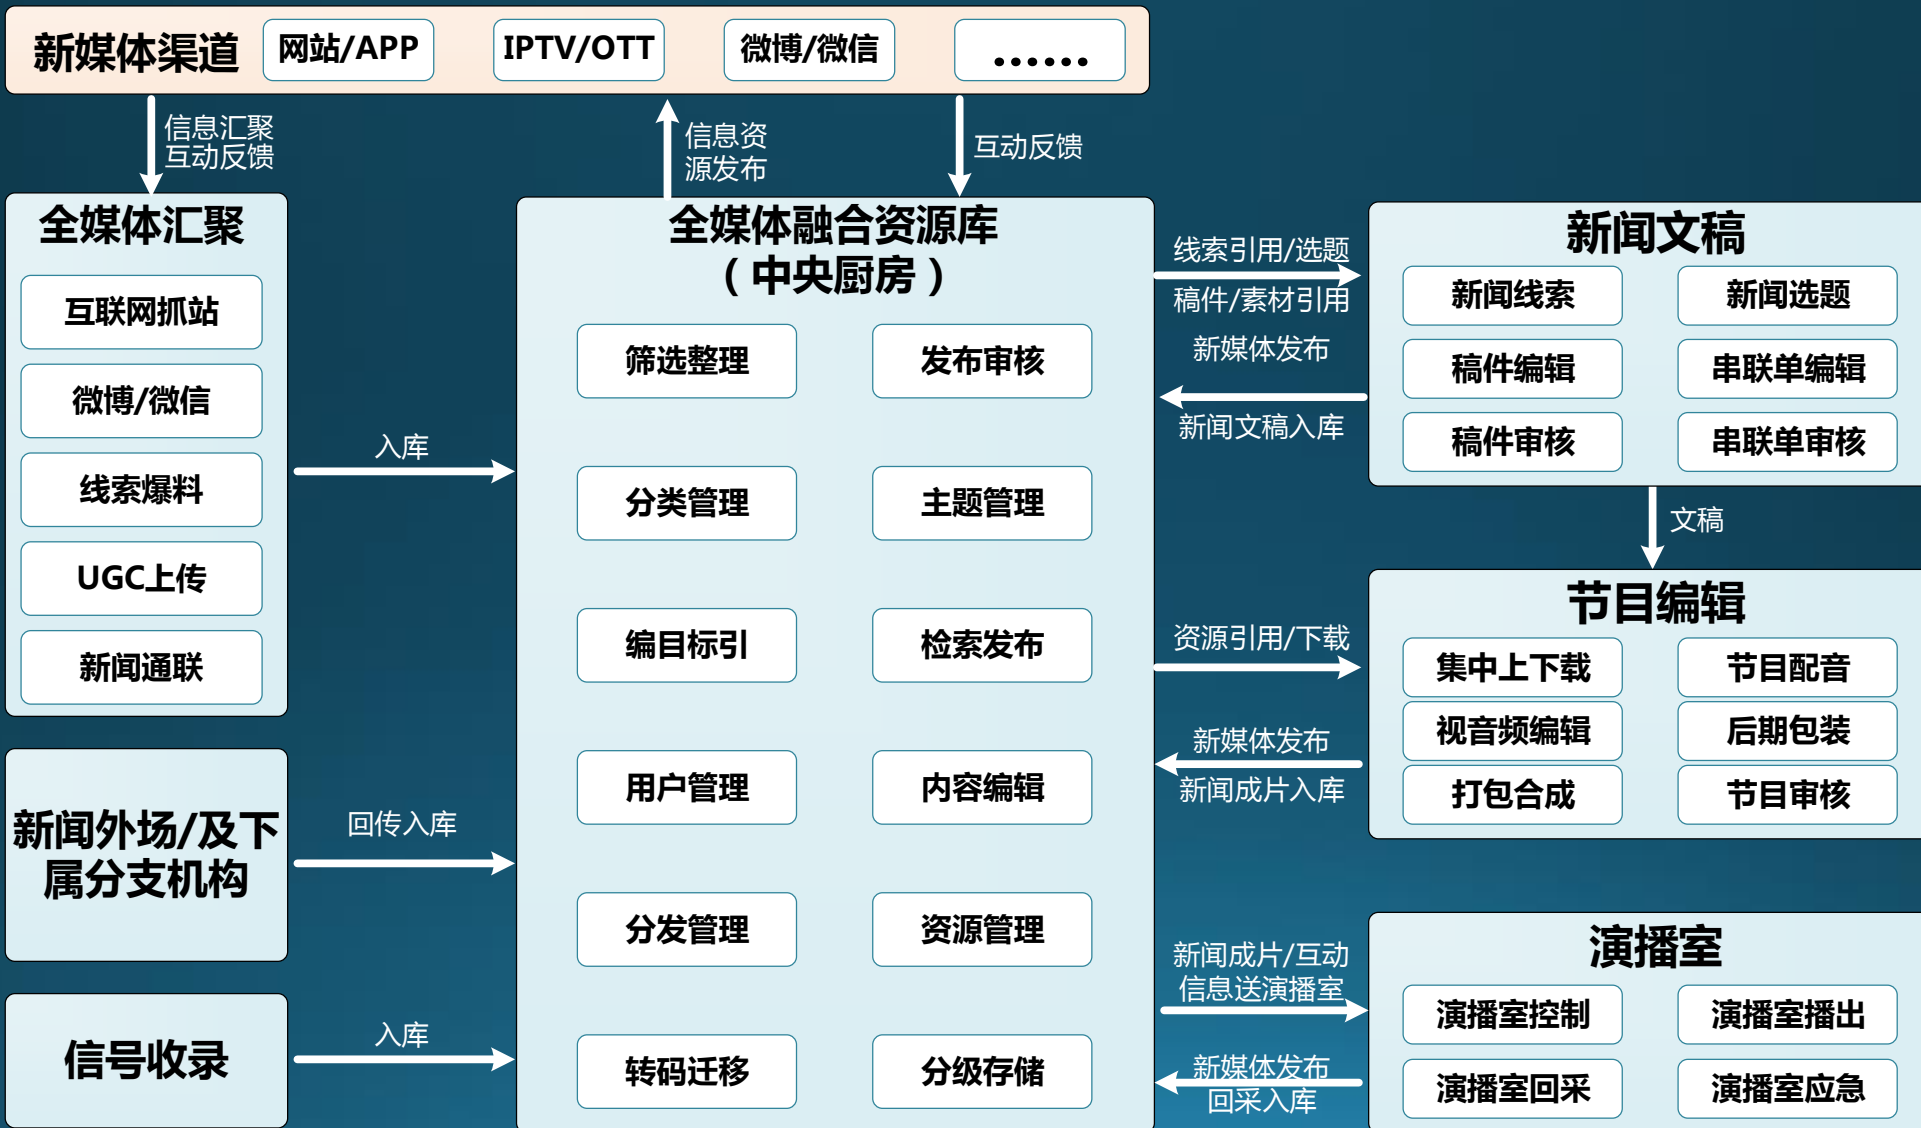 新媒体渠道
网站/APP
IPTV/OTT
微博/微信
......
信息汇聚
互动反馈
信息资
源发布
互动反馈
全媒体汇聚
互联网抓站
微博/微信
线索爆料
UGC上传
新闻通联
新闻外场/及下
属分支机构
信号收录
入库
回传入库
入库
全媒体融合资源库
（中央厨房）
筛选整理
发布审核
分类管理
主题管理
编目标引
检索发布
用户管理
内容编辑
分发管理
资源管理
转码迁移
分级存储
线索引用/选题
稿件/素材引用
新媒体发布
新闻文稿入库
资源引用/下载
新媒体发布
新闻成片入库
新闻成片/互动
信息送演播室
新媒体发布
回采入库
新闻文稿
新闻线索
新闻选题
稿件编辑
串联单编辑
稿件审核
串联单审核
文稿
节目编辑
集中上下载
节目配音
视音频编辑
后期包装
打包合成
节目审核
演播室
演播室控制
演播室播出
演播室回采
演播室应急